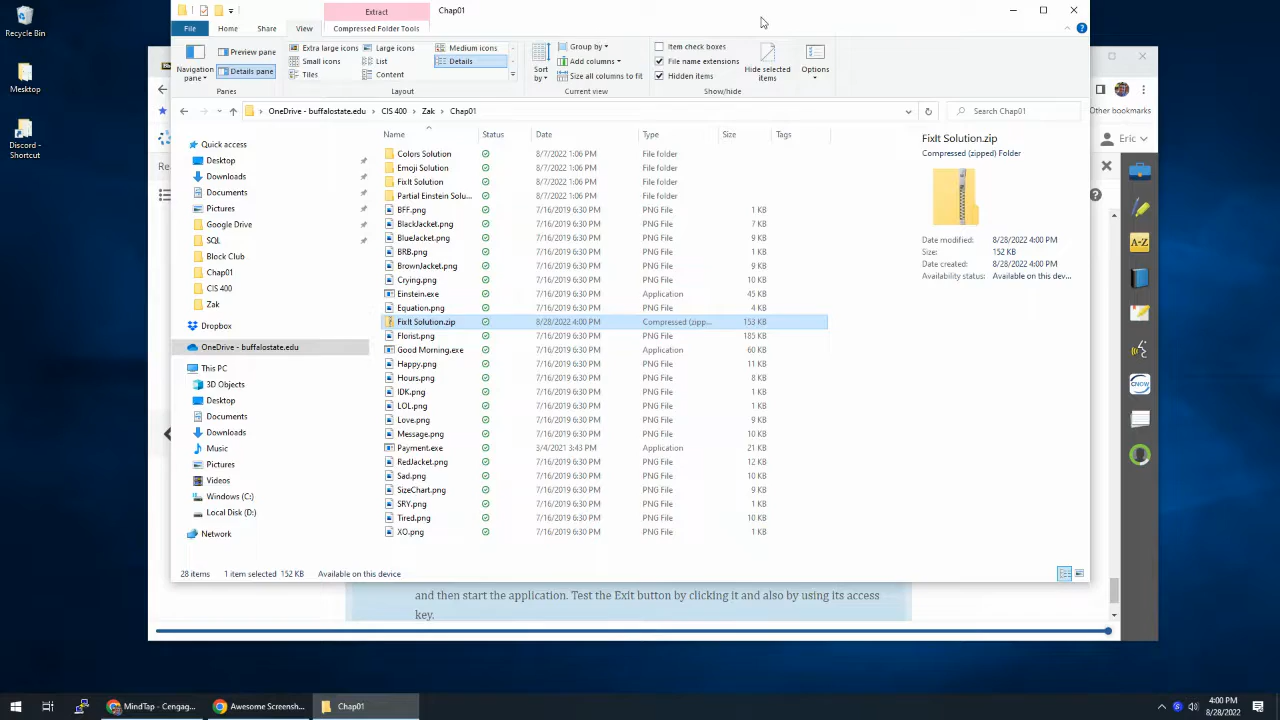 Recycle Bin
Mesktop
Discord -
Shortcut
Extract
Chap01
File
Home
Share
View
Compressed Folder Tools
Navigation
pane
Preview pane
Details pane
Panes
Extra large icons
Large icons
Medium icons
Small icons
List
Details
Tiles
Content
Layout
Sort
by
Group by
Add columns
Size all columns to fit
Current view
Item check boxes
File name extensions
Hidden items
Hide selected
items
Show/hide
Options
OneDrive - buffalostate.edu > CIS 400 > Zak > Chap01
Search Chap01
Other bookmarks
Eric
Quick access
Desktop
Downloads
Documents
Pictures
Google Drive
SQL
Block Club
Chap01
CIS 400
Zak
Dropbox
OneDrive - buffalostate.edu
This PC
3D Objects
Desktop
Documents
Downloads
Music
Pictures
Videos
Windows (C:)
Local Disk (D:)
Network
Name Status Date Type Size Tags
Colors Solution 8/7/2022 1:06 PM File folder
Emoji Solution 8/7/2022 1:06 PM File folder
FixIt Solution 8/7/2022 1:06 PM File folder
Partial Einstein Solu... 8/7/2022 1:06 PM File folder
BFF.png 7/16/2019 6:30 PM PNG File 1 KB
BlackJacket.png 7/16/2019 6:30 PM PNG File 7 KB
BlueJacket.png 7/16/2019 6:30 PM PNG File 9 KB
BRB.png 7/16/2019 6:30 PM PNG File 1 KB
BrownJacket.png 7/16/2019 6:30 PM PNG File 9 KB
Crying.png 7/16/2019 6:30 PM PNG File 10 KB
Einstein.exe 7/16/2019 6:30 PM Application 45 KB
Equation.png 7/16/2019 6:30 PM PNG File 4 KB
FixIt Solution.zip 8/28/2022 4:00 PM Compressed (zipp... 153 KB
Florist.png 7/16/2019 6:30 PM PNG File 185 KB
Good Morning.exe 7/16/2019 6:30 PM Application 60 KB
Happy.png 7/16/2019 6:30 PM PNG File 11 KB
Hours.png 7/16/2019 6:30 PM PNG File 8 KB
IDK.png 7/16/2019 6:30 PM PNG File 1 KB
LOL.png 7/16/2019 6:30 PM PNG File 1 KB
Love.png 7/16/2019 6:30 PM PNG File 9 KB
Message.png 7/16/2019 6:30 PM PNG File 10 KB
Payment.exe 3/4/2021 3:43 PM Application 21 KB
RedJacket.png 7/16/2019 6:30 PM PNG File 12 KB
Sad.png 7/16/2019 6:30 PM PNG File 10 KB
SizeChart.png 7/16/2019 6:30 PM PNG File 9 KB
SRY.png 7/16/2019 6:30 PM PNG File 1 KB
Tired.png 7/16/2019 6:30 PM PNG File 10 KB
XO.png 7/16/2019 6:30 PM PNG File 1 KB
FixIt Solution.zip
Compressed (zipped) Folder
Date modified: 8/28/2022 4:00 PM
Size: 152 KB
Date created: 8/28/2022 4:00 PM
Availability status: Available on this dev...
A-Z
CNOW
28 items 1 item selected 152 KB Available on this device
and then start the application. Test the Exit button by clicking it and also by using its access
key.
MindTap - Cengag...
Awesome Screensh...
Chap01
4:00 PM
8/28/2022